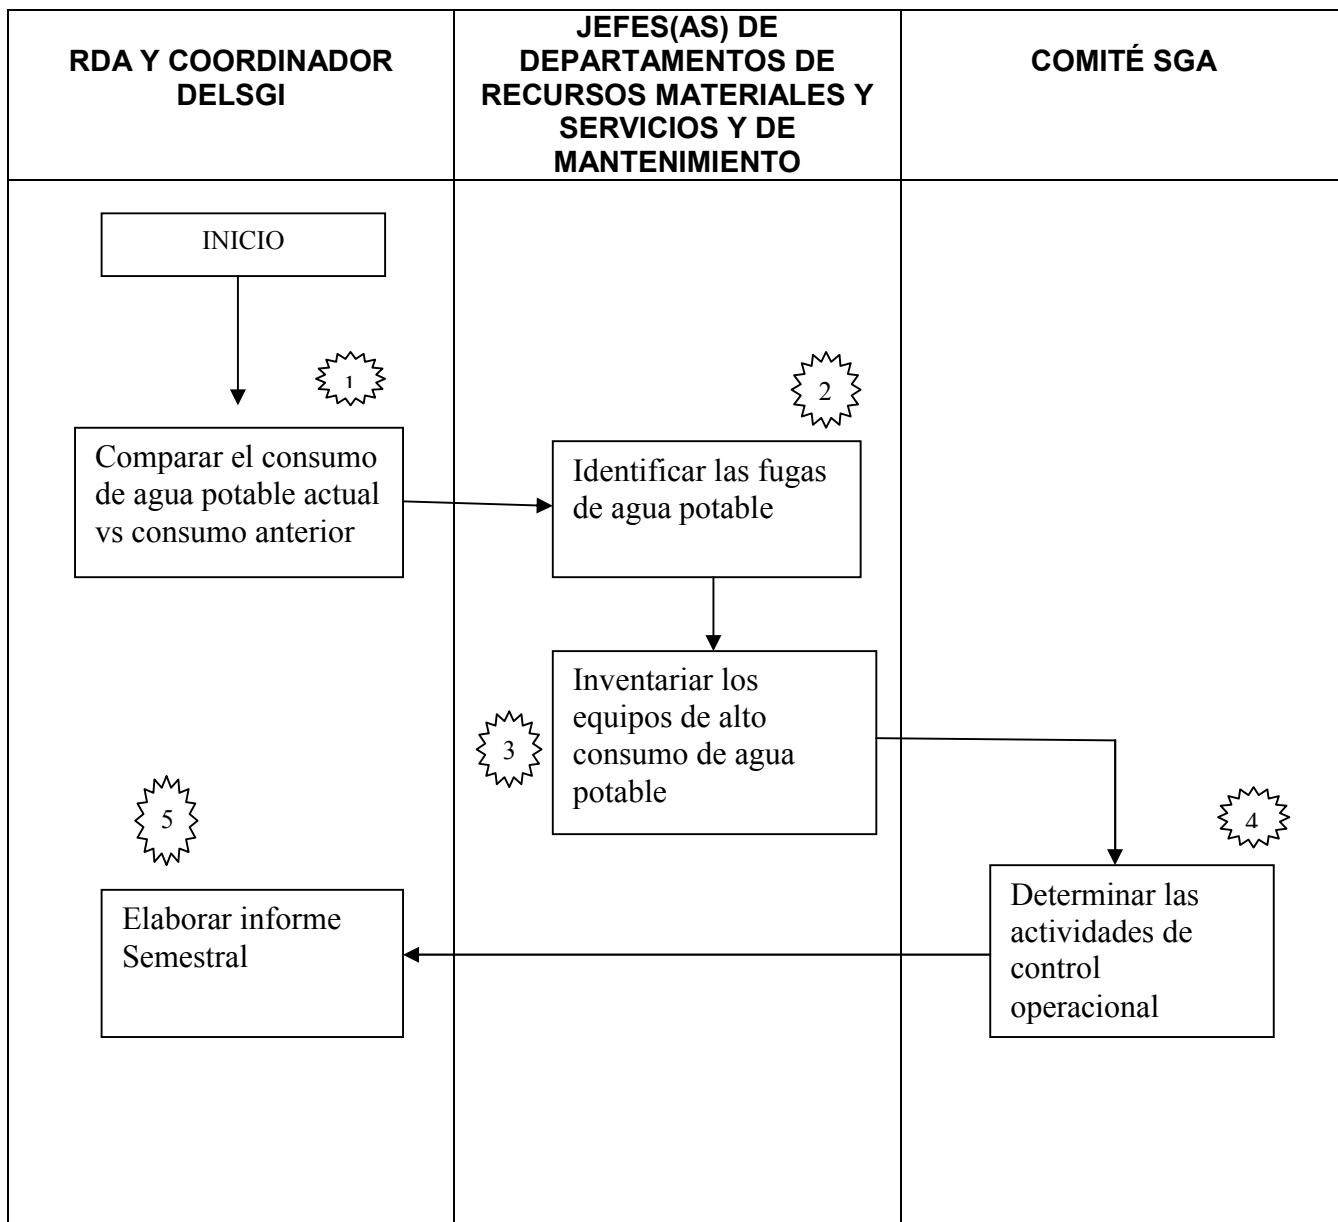 RDA Y COORDINADOR
DELSGI
JEFES(AS) DE
DEPARTAMENTOS DE
RECURSOS MATERIALES Y
SERVICIOS Y DE
MANTENIMIENTO
COMITÉ SGA
INICIO
1
2
Comparar el consumo
de agua potable actual
vs consumo anterior
Identificar las fugas
de agua potable
3
Inventariar los
equipos de alto
consumo de agua
potable
4
5
Determinar las
actividades de
control
operacional
Elaborar informe
Semestral